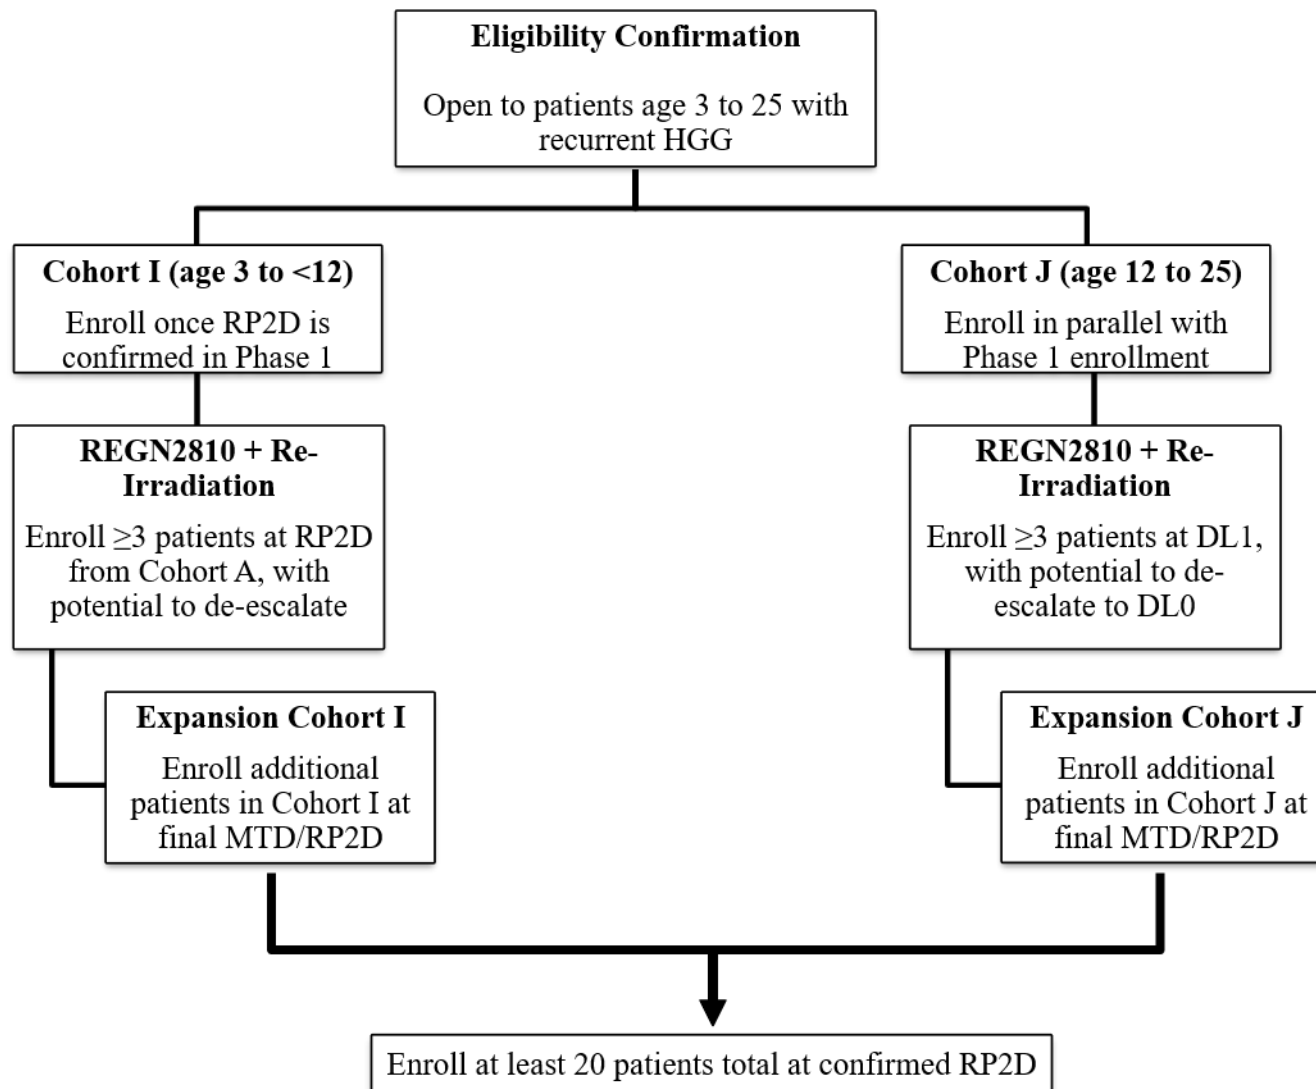 Eligibility Confirmation
Open to patients age 3 to 25 with
recurrent HGG
Cohort I (age 3 to <12)
Enroll once RP2D is
confirmed in Phase 1
Cohort J (age 12 to 25)
Enroll in parallel with
Phase 1 enrollment
REGN2810 + Re-
Irradiation
Enroll ≥3 patients at RP2D
from Cohort A, with
potential to de-escalate
REGN2810 + Re-
Irradiation
Enroll ≥3 patients at DL1,
with potential to de-
escalate to DL0
Expansion Cohort I
Enroll additional
patients in Cohort I at
final MTD/RP2D
Expansion Cohort J
Enroll additional
patients in Cohort J at
final MTD/RP2D
Enroll at least 20 patients total at confirmed RP2D